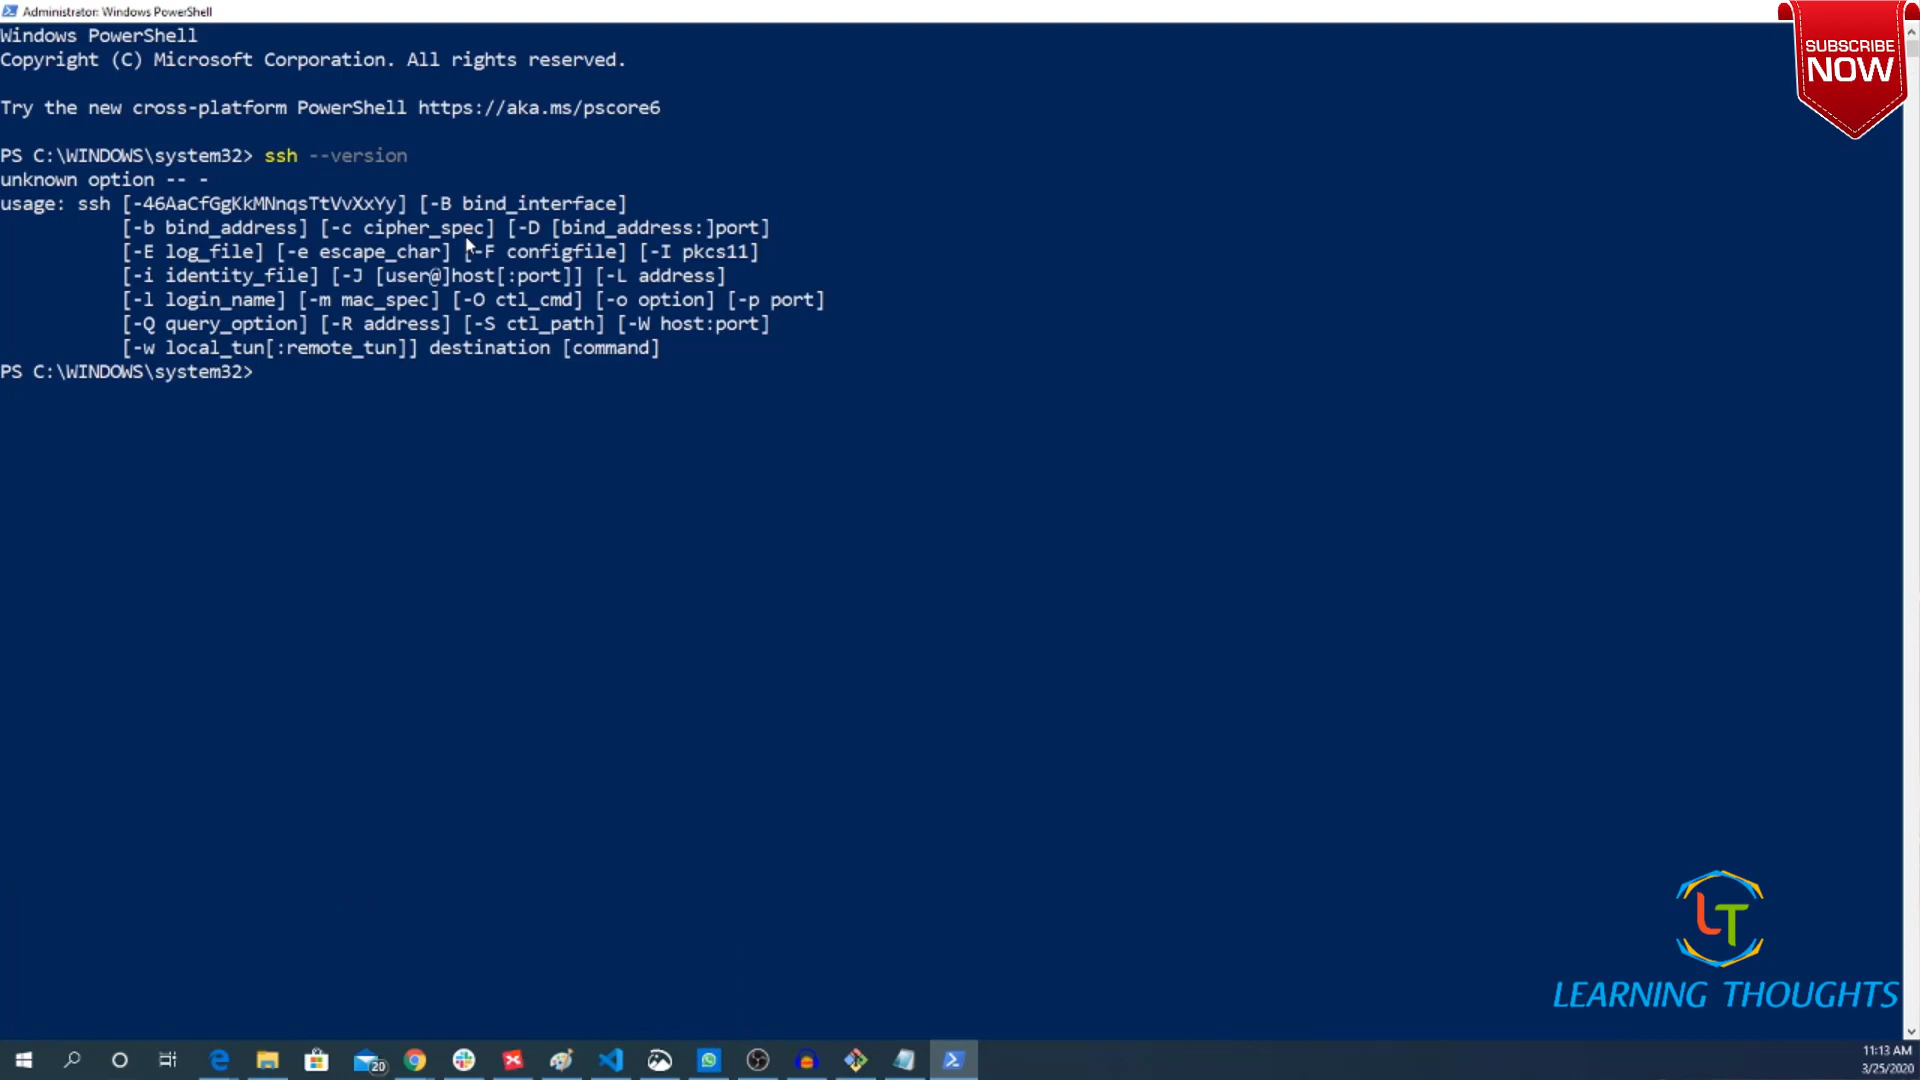 Administrator: Windows PowerShell
Windows PowerShell
Copyright (C) Microsoft Corporation. All rights reserved.
Try the new cross-platform PowerShell https://aka.ms/pscore6
PS C:\WINDOWS\system32> ssh --version
unknown option -- -
usage: ssh [-46AaCfGgKkMNnqsTtVvXxYy] [-B bind_interface]
[-b bind_address] [-c cipher_spec] [-D [bind_address:]port]
[-E log_file] [-e escape_char] [-F configfile] [-I pkcs11]
[-i identity_file] [-J [user@]host[:port]] [-L address]
[-l login_name] [-m mac_spec] [-O ctl_cmd] [-o option] [-p port]
[-Q query_option] [-R address] [-S ctl_path] [-W host:port]
[-w local_tun[:remote_tun]] destination [command]
PS C:\WINDOWS\system32>
SUBSCRIBE
NOW
LT
LEARNING THOUGHTS
20
11:13 AM
3/25/2020